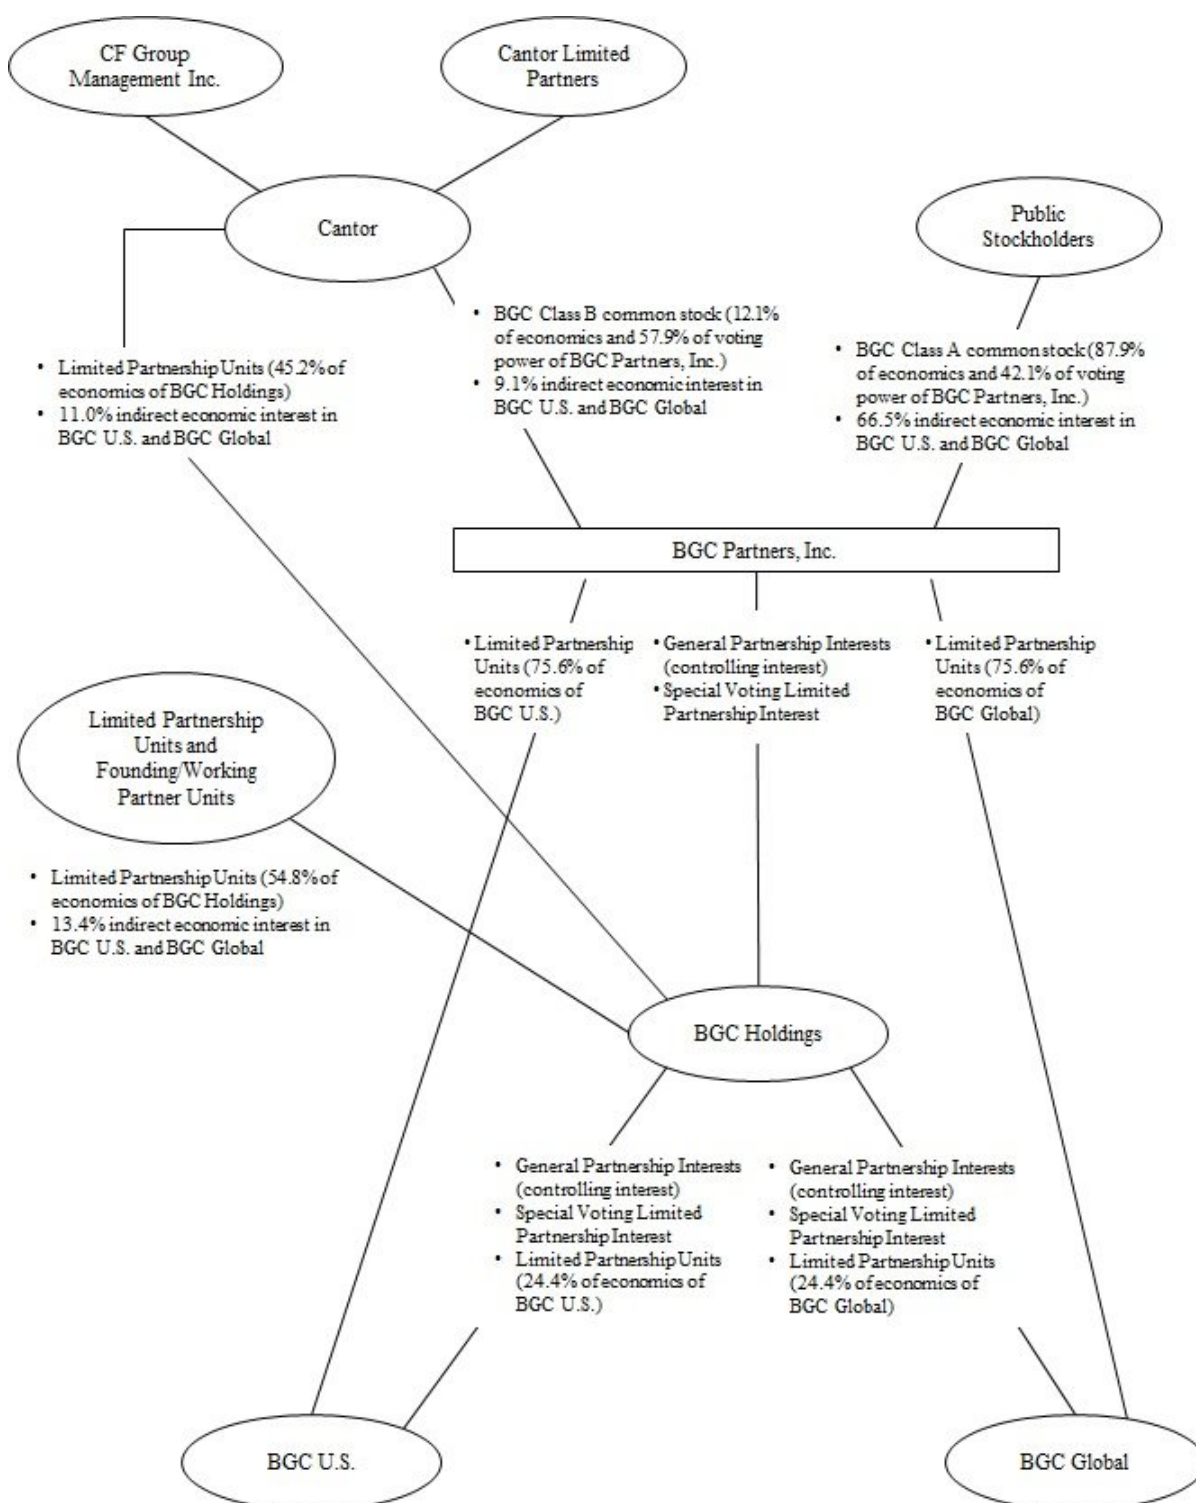 CF Group
Management Inc.
Cantor Limited
Partners
Cantor
Public
Stockholders
• BGC Class B common stock (12.1%
of economics and 57.9% of voting
power of BGC Partners, Inc.)
• 9.1% indirect economic interest in
BGC U.S. and BGC Global
• BGC Class A common stock (87.9%
of economics and 42.1% of voting
power of BGC Partners, Inc.)
• 66.5% indirect economic interest in
BGC U.S. and BGC Global
• Limited Partnership Units (45.2% of
economics of BGC Holdings)
• 11.0% indirect economic interest in
BGC U.S. and BGC Global
BGC Partners, Inc.
• Limited Partnership
Units (75.6% of
economics of
BGC U.S.)
• General Partnership Interests
(controlling interest)
• Special Voting Limited
Partnership Interest
• Limited Partnership
Units (75.6% of
economics of
BGC Global)
Limited Partnership
Units and
Founding/Working
Partner Units
• Limited Partnership Units (54.8% of
economics of BGC Holdings)
• 13.4% indirect economic interest in
BGC U.S. and BGC Global
BGC Holdings
• General Partnership Interests
(controlling interest)
• Special Voting Limited
Partnership Interest
• Limited Partnership Units
(24.4% of economics of
BGC U.S.)
• General Partnership Interests
(controlling interest)
• Special Voting Limited
Partnership Interest
• Limited Partnership Units
(24.4% of economics of
BGC Global)
BGC U.S.
BGC Global